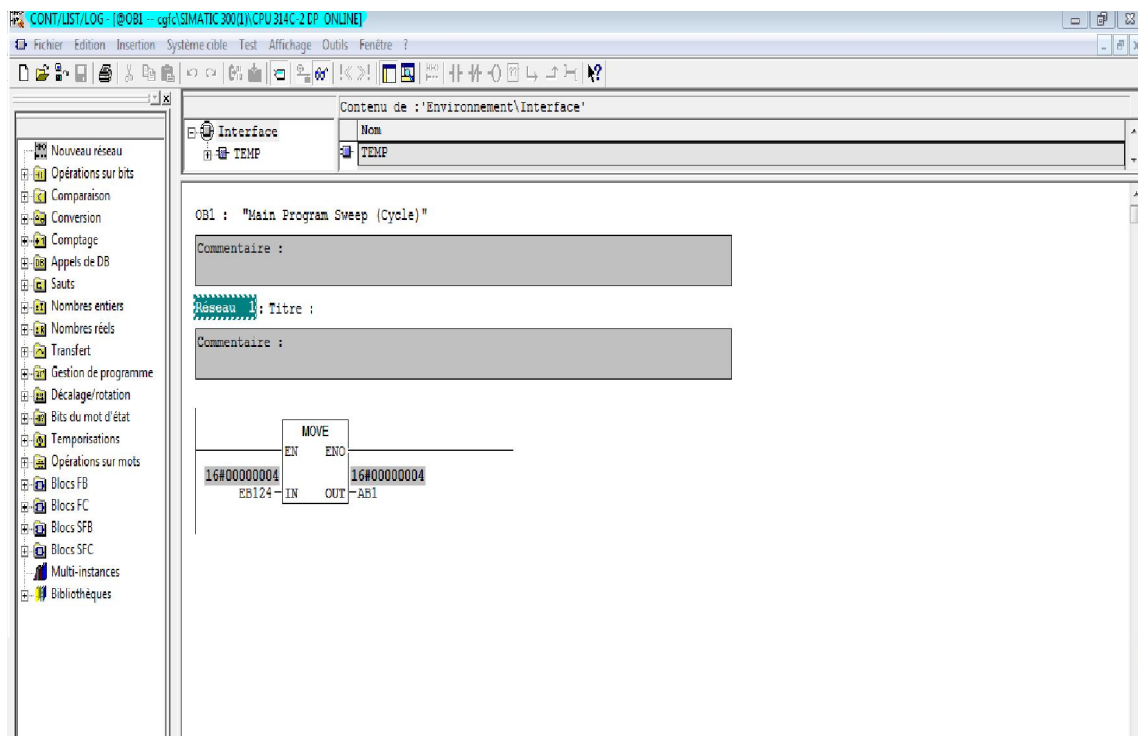 CONT/LIST/LOG - [@OB1 -- cgfc\SIMATIC 300(1)\CPU 314C-2 DP ONLINE]
Fichier Edition Insertion Système cible Test Affichage Outils Fenêtre ?
Contenu de :'Environnement\Interface'
Interface
TEMP
Nom
TEMP
Nouveau réseau
Opérations sur bits
Comparaison
Conversion
Comptage
Appels de DB
Sauts
Nombres entiers
Nombres réels
Transfert
Gestion de programme
Décalage/rotation
Bits du mot d'état
Temporisations
Opérations sur mots
Blocs FB
Blocs FC
Blocs SFB
Blocs SFC
Multi-instances
Bibliothèques
OB1 : "Main Program Sweep (Cycle)"
Commentaire :
Réseau 1: Titre :
Commentaire :
MOVE
EN ENO
16#00000004 16#00000004
EB124 IN OUT AB1